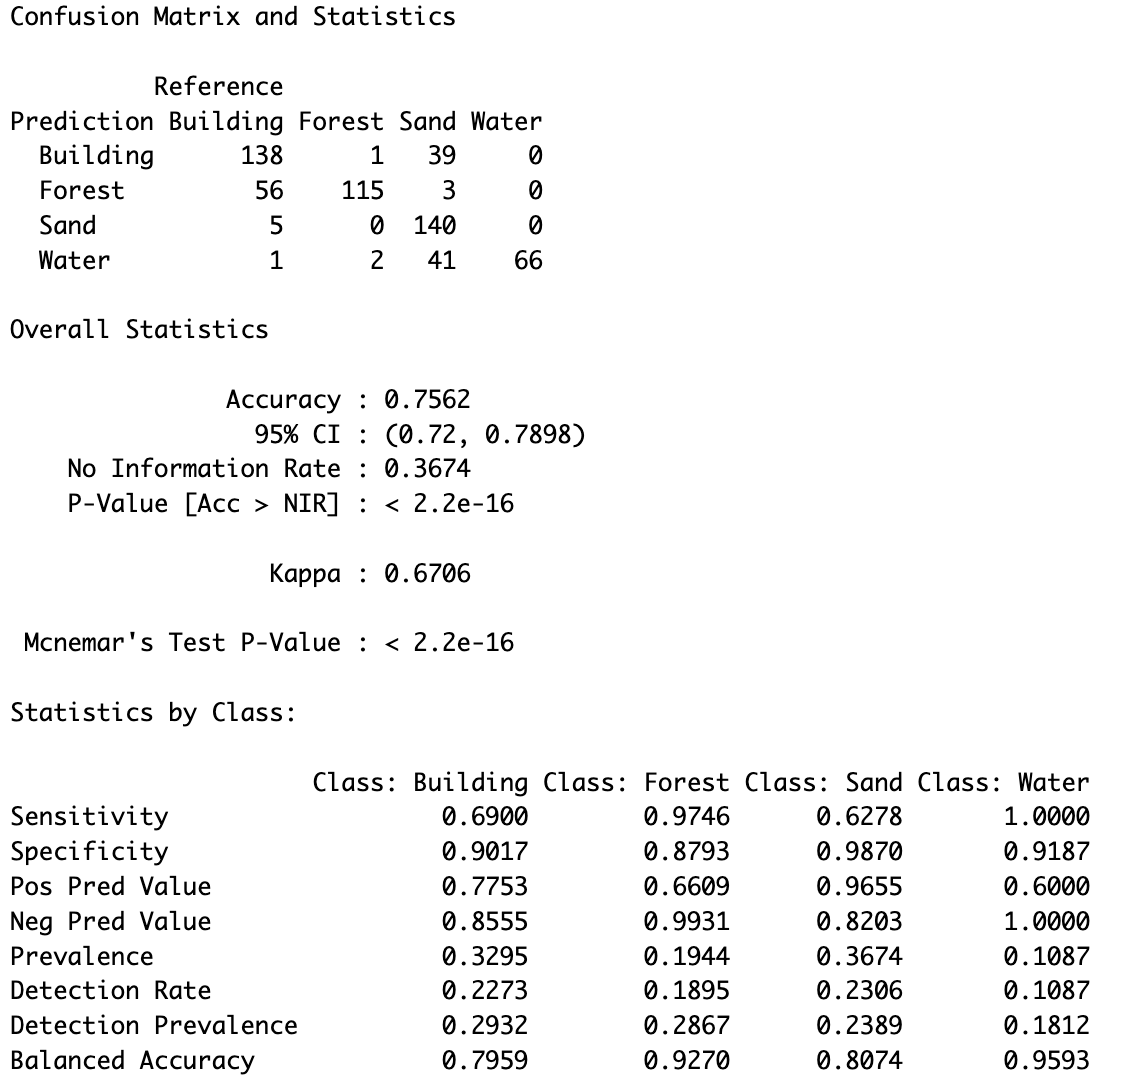 Confusion Matrix and Statistics
Reference
Prediction Building Forest Sand Water
Building 138 1 39 0
Forest 56 115 3 0
Sand 5 0 140 0
Water 1 2 41 66
Overall Statistics
Accuracy : 0.7562
95% CI : (0.72, 0.7898)
No Information Rate : 0.3674
P-Value [Acc > NIR] : < 2.2e-16
Kappa : 0.6706
Mcnemar's Test P-Value : < 2.2e-16
Statistics by Class:
Class: Building Class: Forest Class: Sand Class: Water
Sensitivity 0.6900 0.9746 0.6278 1.0000
Specificity 0.9017 0.8793 0.9870 0.9187
Pos Pred Value 0.7753 0.6609 0.9655 0.6000
Neg Pred Value 0.8555 0.9931 0.8203 1.0000
Prevalence 0.3295 0.1944 0.3674 0.1087
Detection Rate 0.2273 0.1895 0.2306 0.1087
Detection Prevalence 0.2932 0.2867 0.2389 0.1812
Balanced Accuracy 0.7959 0.9270 0.8074 0.9593